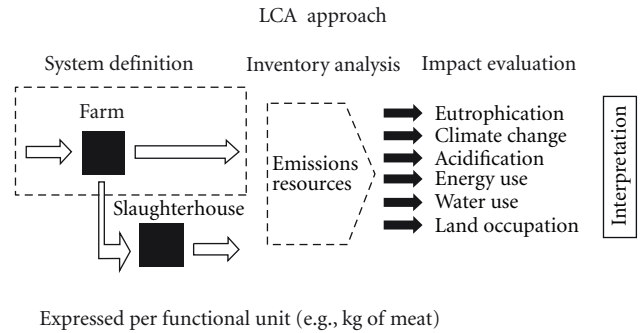 LCA approach
System definition
Inventory analysis
Impact evaluation
Farm
Slaughterhouse
Emissions
resources
Eutrophication
Climate change
Acidification
Energy use
Water use
Land occupation
Interpretation
Expressed per functional unit (e.g., kg of meat)